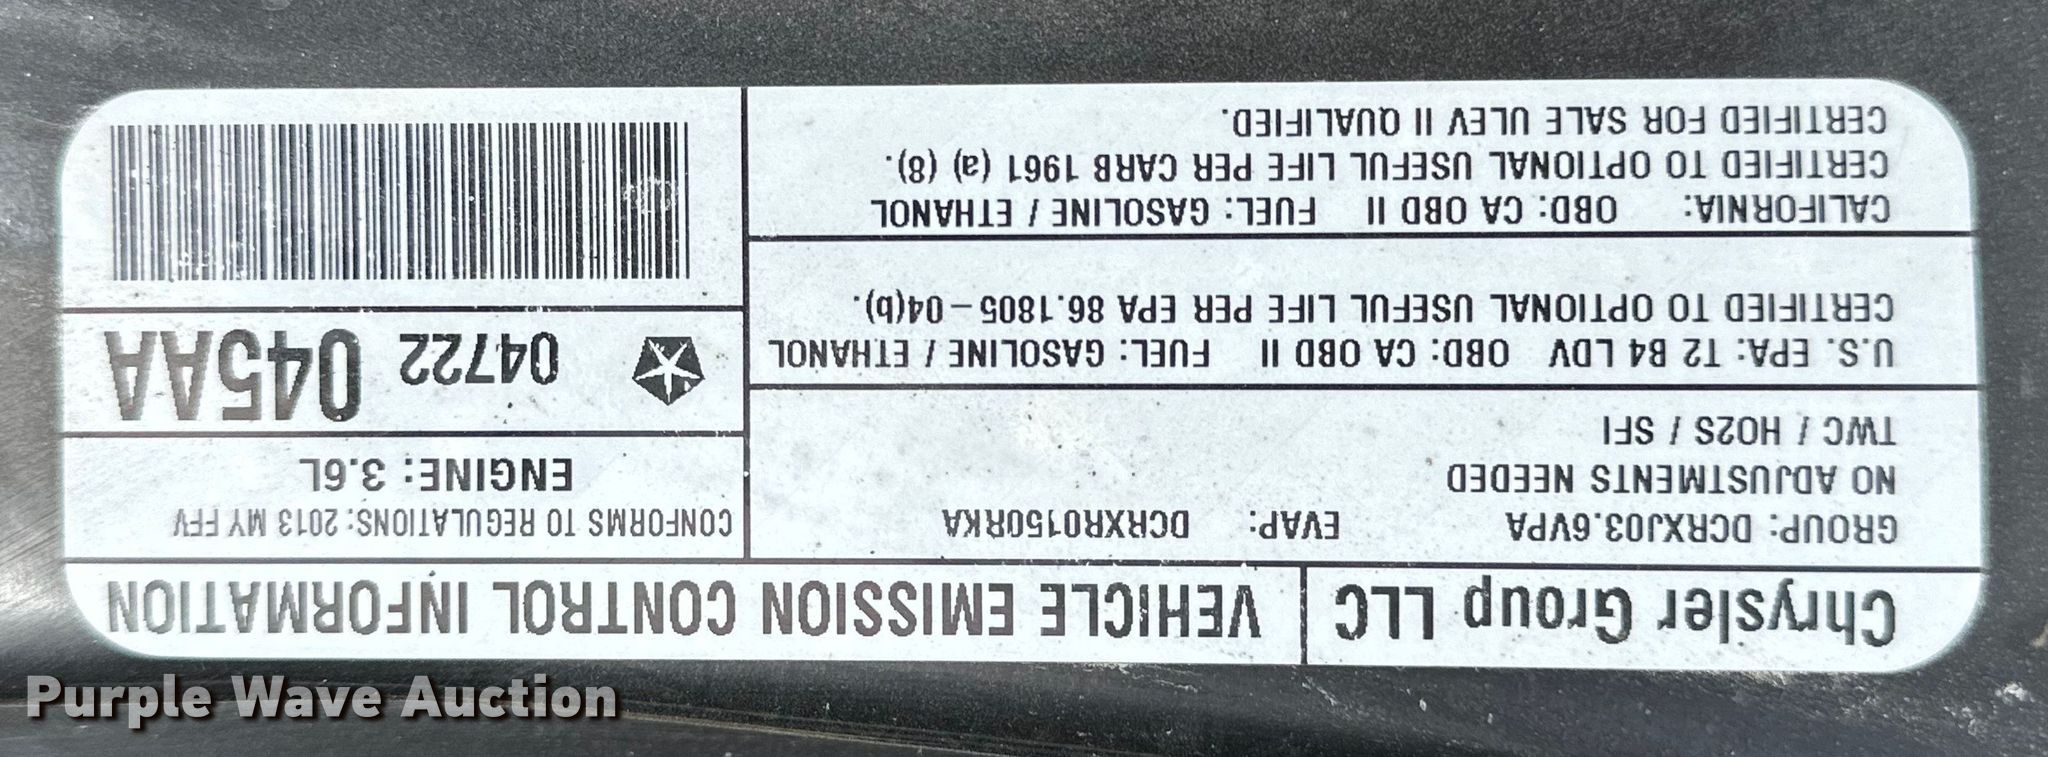 Chrysler Group LLC
VEHICLE EMISSION CONTROL INFORMATION
GROUP: DCRXJ03.6VPA EVAP: DCRXR0150RKA
NO ADJUSTMENTS NEEDED
TWC / HO2S / SFI
U.S. EPA: T2 B4 LDV OBD: CA OBD II FUEL: GASOLINE / ETHANOL
CERTIFIED TO OPTIONAL USEFUL LIFE PER EPA 86.1805-04(b).
CALIFORNIA: OBD: CA OBD II FUEL: GASOLINE / ETHANOL
CERTIFIED TO OPTIONAL USEFUL LIFE PER CARB 1961 (a) (8).
CERTIFIED FOR SALE ULEV II QUALIFIED.
CONFORMS TO REGULATIONS: 2013 MY FFV
ENGINE: 3.6L
04722 045AA
Purple Wave Auction